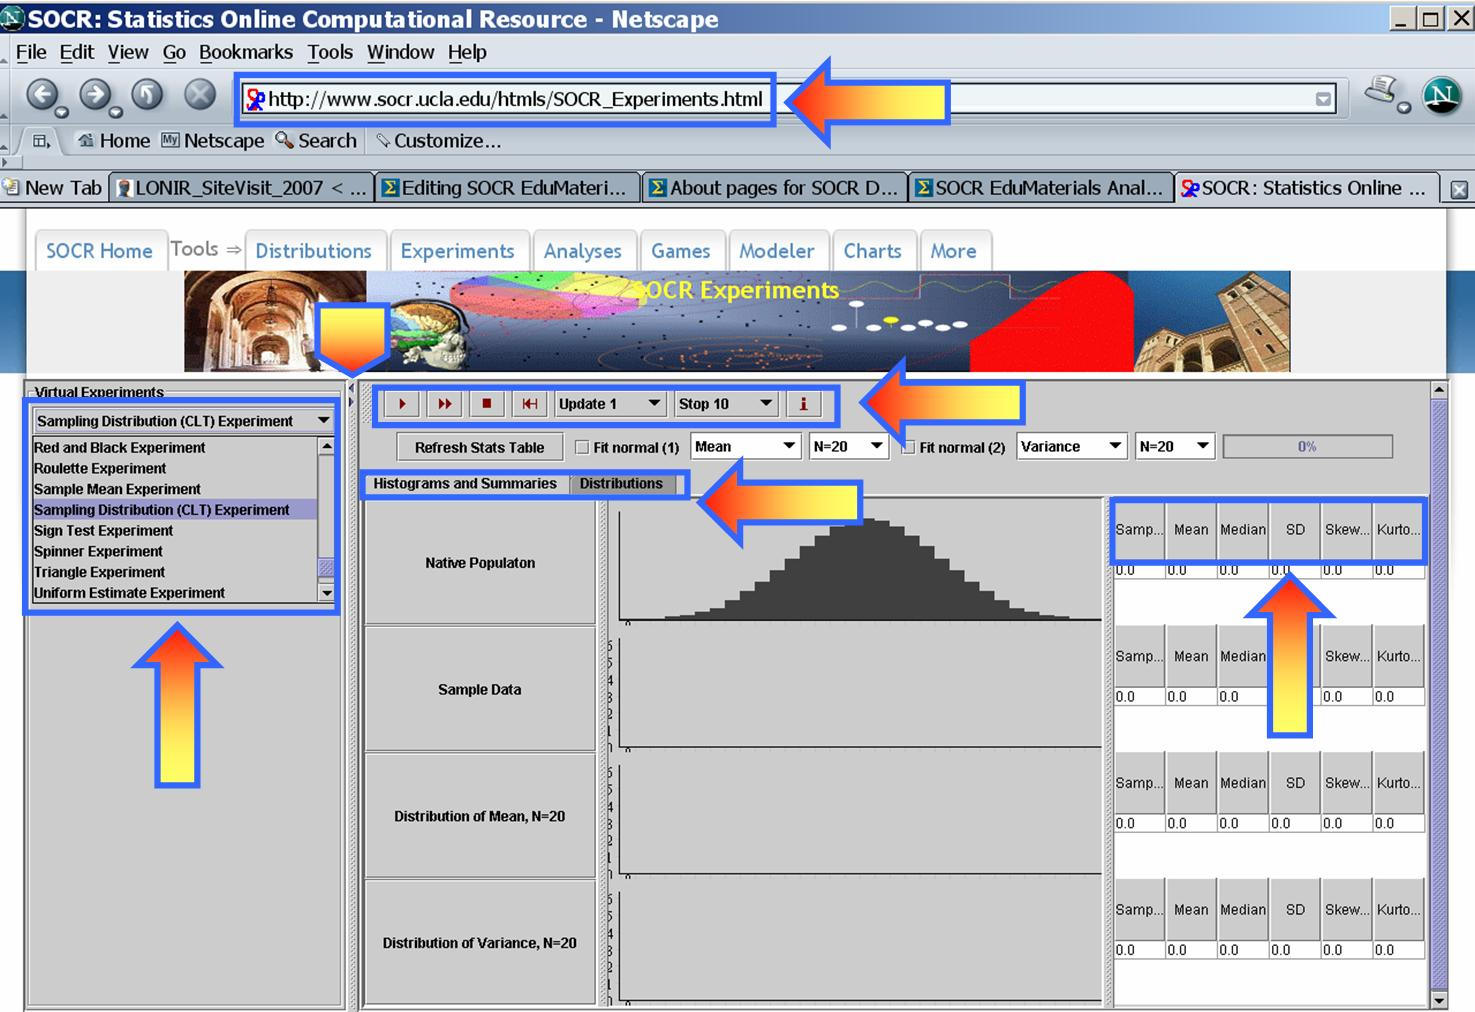 SOCR: Statistics Online Computational Resource - Netscape
File Edit View Go Bookmarks Tools Window Help
http://www.socr.ucla.edu/htmls/SOCR_Experiments.html
N
Home My Netscape Search Customize...
New Tab LONIR_SiteVisit_2007 < ... Editing SOCR EduMateri... About pages for SOCR D... SOCR EduMaterials Anal... SOCR: Statistics Online ...
SOCR Home Tools ⇒ Distributions Experiments Analyses Games Modeler Charts More
SOCR Experiments
Virtual Experiments
Sampling Distribution (CLT) Experiment
Red and Black Experiment
Roulette Experiment
Sample Mean Experiment
Sampling Distribution (CLT) Experiment
Sign Test Experiment
Spinner Experiment
Triangle Experiment
Uniform Estimate Experiment
Update 1 Stop 10 i
Refresh Stats Table Fit normal (1) Mean N=20 Fit normal (2) Variance N=20 0%
Histograms and Summaries Distributions
Native Populaton
Samp... Mean Median SD Skew... Kurto...
0.0 0.0 0.0 0.0 0.0 0.0
Sample Data
Samp... Mean Median Skew... Kurto...
0.0 0.0 0.0 0.0 0.0
Distribution of Mean, N=20
Samp... Mean Median SD Skew... Kurto...
0.0 0.0 0.0 0.0 0.0 0.0
Distribution of Variance, N=20
Samp... Mean Median SD Skew... Kurto...
0.0 0.0 0.0 0.0 0.0 0.0